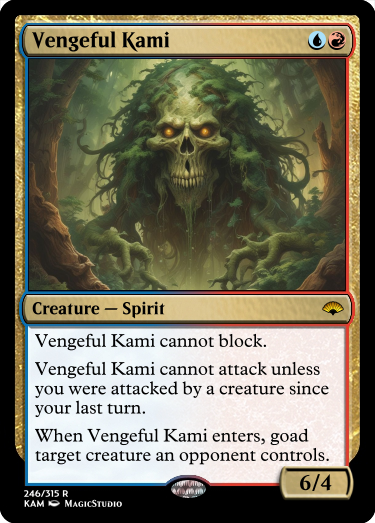 Vengeful Kami
Creature — Spirit
Vengeful Kami cannot block.
Vengeful Kami cannot attack unless
you were attacked by a creature since
your last turn.
When Vengeful Kami enters, goad
target creature an opponent controls.
6/4
246/315 R
KAM MAGICSTUDIO